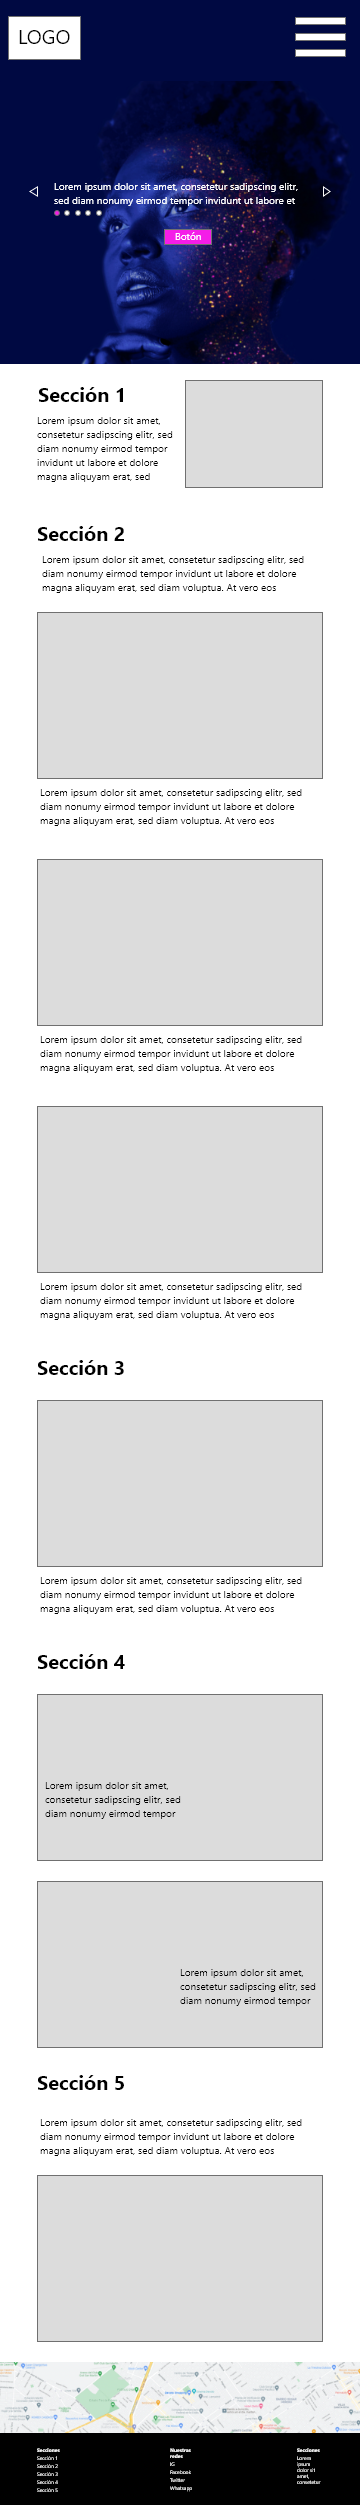 LOGO
Lorem ipsum dolor sit amet, consetetur sadipscing elitr,
sed diam nonumy eirmod tempor invidunt ut labore et
Botón
Sección 1
Lorem ipsum dolor sit amet,
consetetur sadipscing elitr, sed
diam nonumy eirmod tempor
invidunt ut labore et dolore
magna aliquyam erat, sed
Sección 2
Lorem ipsum dolor sit amet, consetetur sadipscing elitr, sed
diam nonumy eirmod tempor invidunt ut labore et dolore
magna aliquyam erat, sed diam voluptua. At vero eos
Lorem ipsum dolor sit amet, consetetur sadipscing elitr, sed
diam nonumy eirmod tempor invidunt ut labore et dolore
magna aliquyam erat, sed diam voluptua. At vero eos
Lorem ipsum dolor sit amet, consetetur sadipscing elitr, sed
diam nonumy eirmod tempor invidunt ut labore et dolore
magna aliquyam erat, sed diam voluptua. At vero eos
Lorem ipsum dolor sit amet, consetetur sadipscing elitr, sed
diam nonumy eirmod tempor invidunt ut labore et dolore
magna aliquyam erat, sed diam voluptua. At vero eos
Sección 3
Lorem ipsum dolor sit amet, consetetur sadipscing elitr, sed
diam nonumy eirmod tempor invidunt ut labore et dolore
magna aliquyam erat, sed diam voluptua. At vero eos
Sección 4
Lorem ipsum dolor sit amet,
consetetur sadipscing elitr, sed
diam nonumy eirmod tempor
Lorem ipsum dolor sit amet,
consetetur sadipscing elitr, sed
diam nonumy eirmod tempor
Sección 5
Lorem ipsum dolor sit amet, consetetur sadipscing elitr, sed
diam nonumy eirmod tempor invidunt ut labore et dolore
magna aliquyam erat, sed diam voluptua. At vero eos
Secciones
Sección 1
Sección 2
Sección 3
Sección 4
Sección 5
Nuestras
redes
IG
Facebook
Twitter
Whatsapp
Secciones
Lorem
ipsum
dolor sit
amet,
consetetur